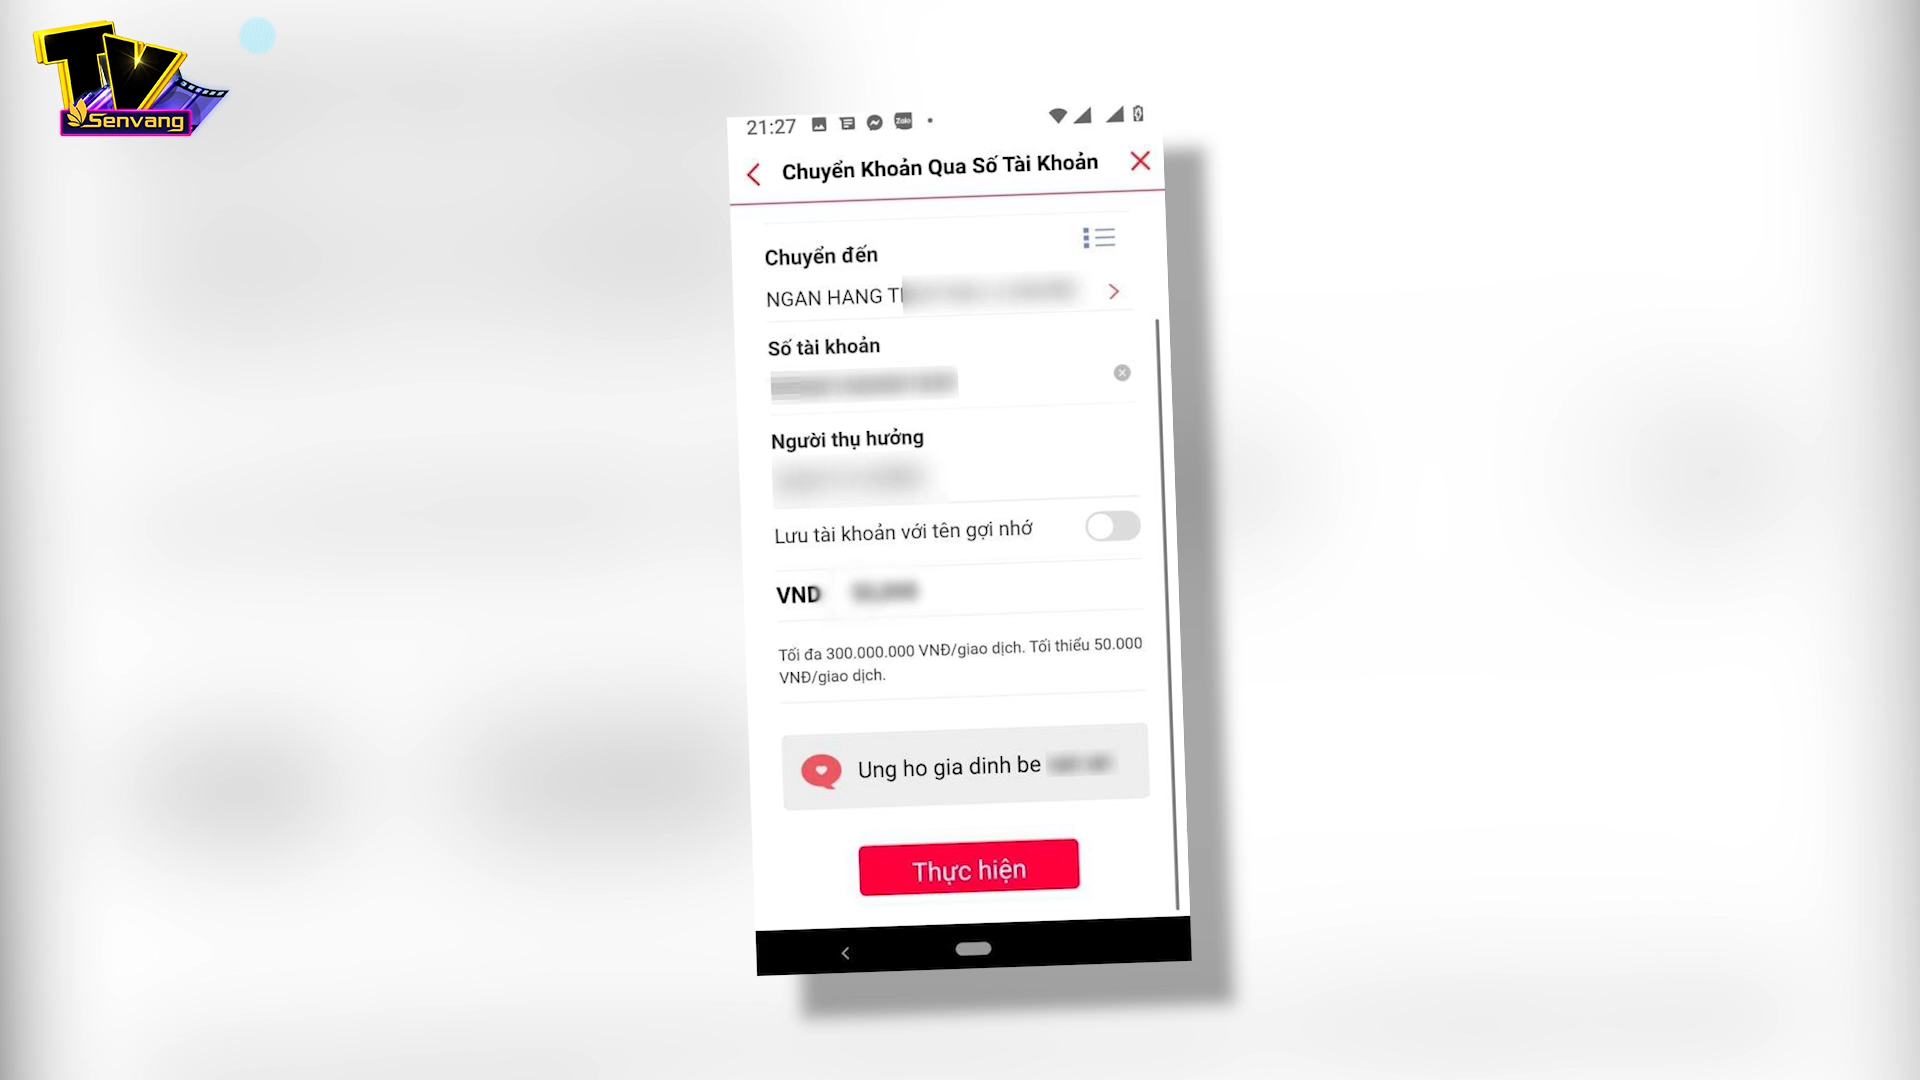 TV
Senvang
21:27
Zalo
Chuyển Khoản Qua Số Tài Khoản
Chuyển đến
NGAN HANG
Số tài khoản
Người thụ hưởng
Lưu tài khoản với tên gợi nhớ
VND
Tối đa 300.000.000 VNĐ/giao dịch. Tối thiểu 50.000
VNĐ/giao dịch.
Ung ho gia dinh be
Thực hiện